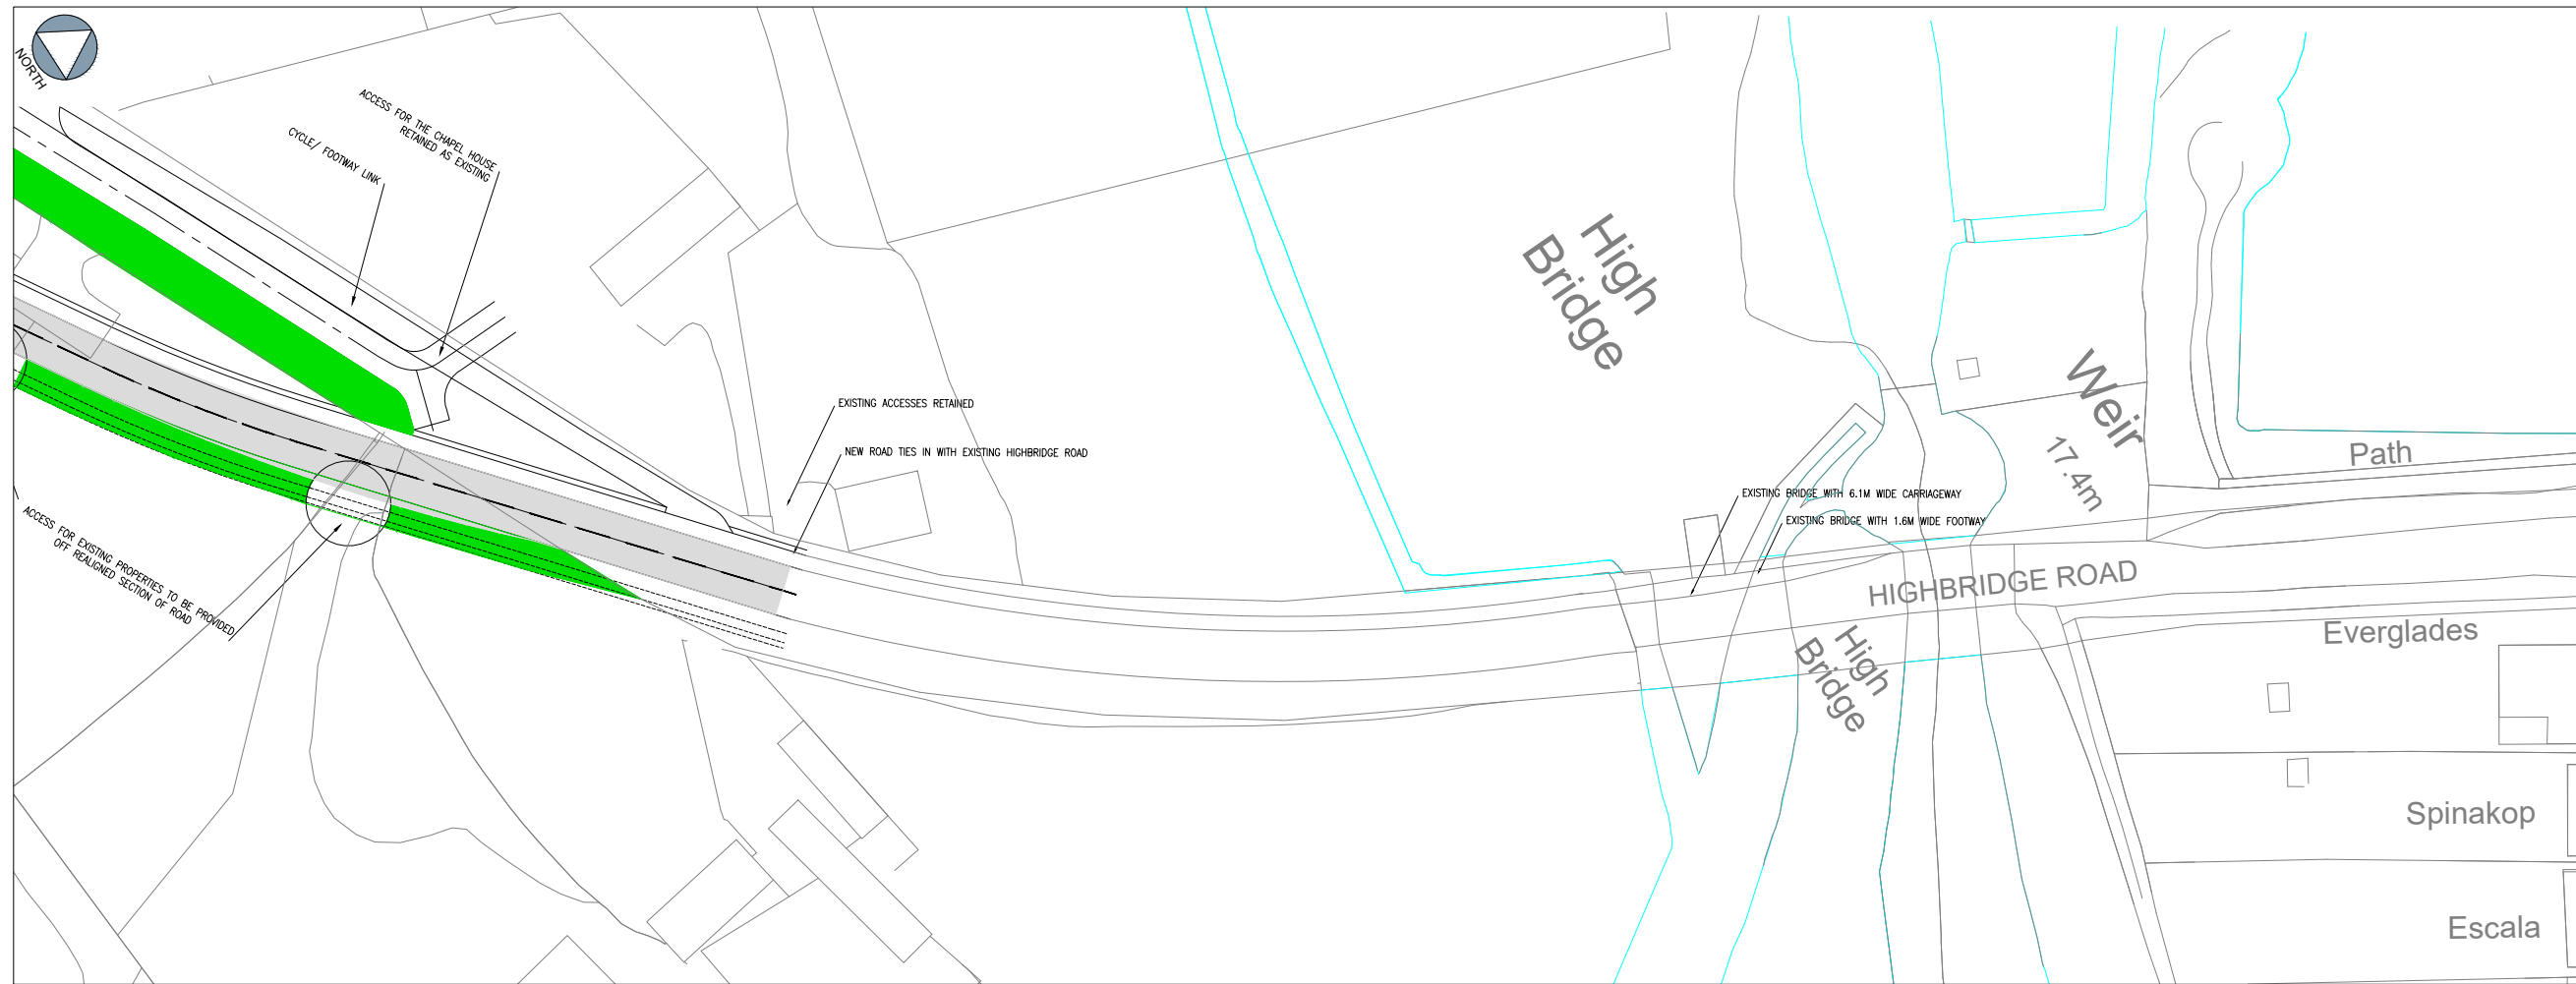 NORTH
ACCESS FOR THE CHAPEL HOUSE
RETAINED AS EXISTING
CYCLE/ FOOTWAY LINK
EXISTING ACCESSES RETAINED
NEW ROAD TIES IN WITH EXISTING HIGHBRIDGE ROAD
ACCESS FOR EXISTING PROPERTIES TO BE PROVIDED
OFF REALIGNED SECTION OF ROAD
High
Bridge
Weir
17.4m
Path
EXISTING BRIDGE WITH 6.1M WIDE CARRIAGEWAY
EXISTING BRIDGE WITH 1.6M WIDE FOOTWAY
HIGHBRIDGE ROAD
High
Bridge
Everglades
Spinakop
Escala